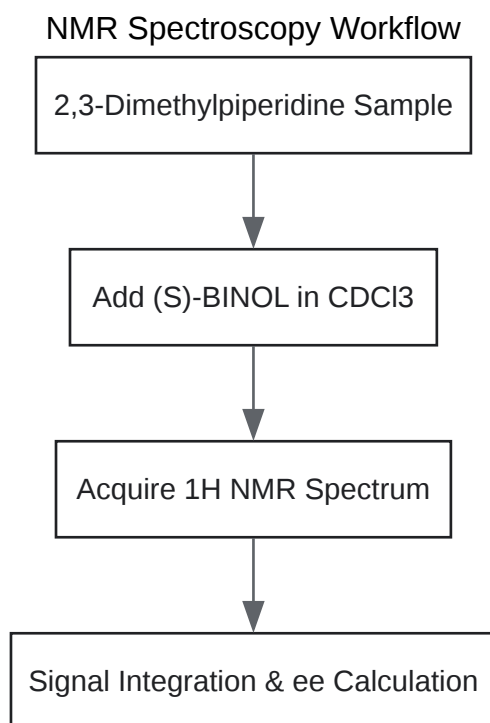 NMR Spectroscopy Workflow
2,3-Dimethylpiperidine Sample
Add (S)-BINOL in CDCl3
Acquire 1H NMR Spectrum
Signal Integration & ee Calculation